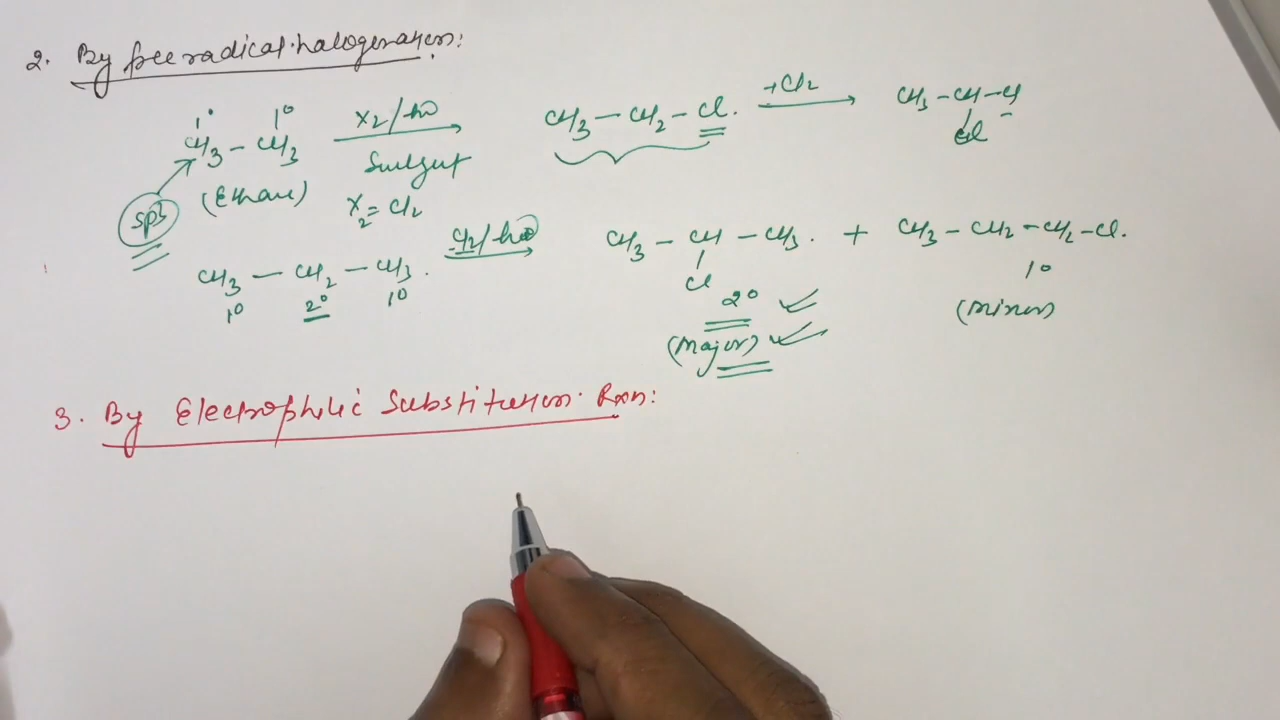 2. By free radical halogenation:
1° 1°
CH3 - CH3 X2/hν CH3 - CH2 - Cl. +Cl2 CH3 - CH - Cl
Sunlight Cl
sp3 (Ethane) X2 = Cl2
CH3 - CH2 - CH3. Cl2/hν CH3 - CH - CH3. + CH3 - CH2 - CH2 - Cl.
1° 2° 1° Cl 1°
2° (minor)
(Major)
3. By Electrophilic Substitution Rxn: